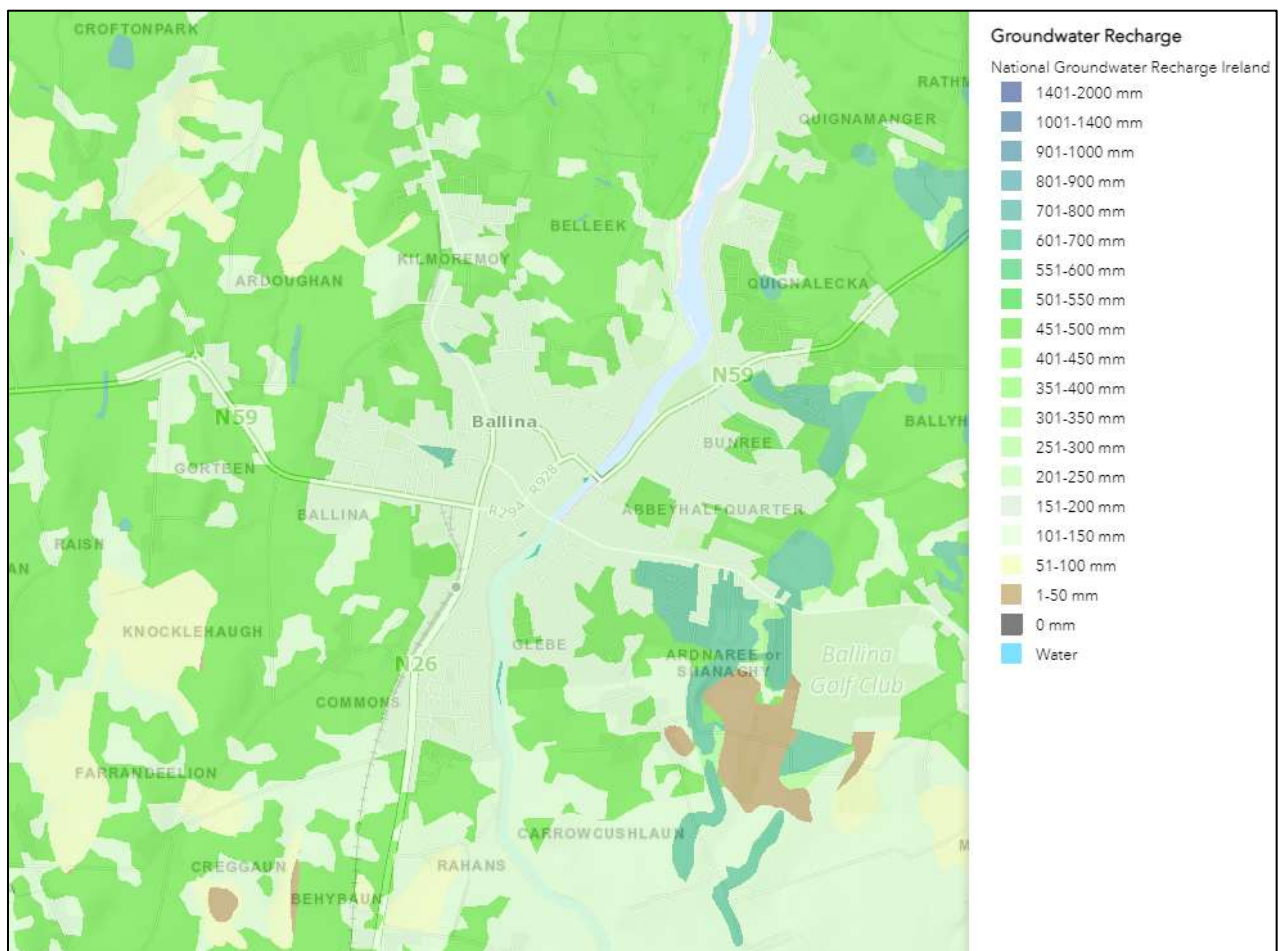 CROFTONPARK
RATHM
QUIGNAMANGER
BELLEEK
KILMOREMOY
ARDOUGHAN
QUIGNALECKA
N59
N59
Ballina
BALLYH
BUNREE
GORTEEN
R928
R294
BALLINA
ABBEYHALFQUARTER
RAISH
AN
KNOCKLEHAUGH
GLEBE
ARDNAREE or
SHANAGHY
Ballina
Golf Club
N26
COMMONS
FARRANDEELION
CARROWCUSHLAUN
CREGGAUN
RAHANS
M
BEHYBAUN
Groundwater Recharge
National Groundwater Recharge Ireland
1401-2000 mm
1001-1400 mm
901-1000 mm
801-900 mm
701-800 mm
601-700 mm
551-600 mm
501-550 mm
451-500 mm
401-450 mm
351-400 mm
301-350 mm
251-300 mm
201-250 mm
151-200 mm
101-150 mm
51-100 mm
1-50 mm
0 mm
Water